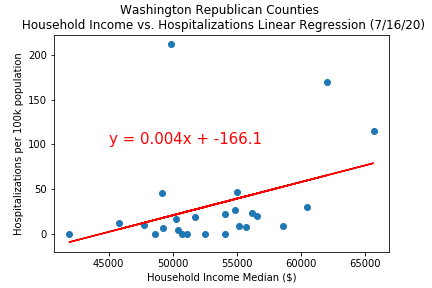 Washington Republican Counties
Household Income vs. Hospitalizations Linear Regression (7/16/20)
200
150
100
50
0
Hospitalizations per 100k population
y = 0.004x + -166.1
45000 50000 55000 60000 65000
Household Income Median ($)